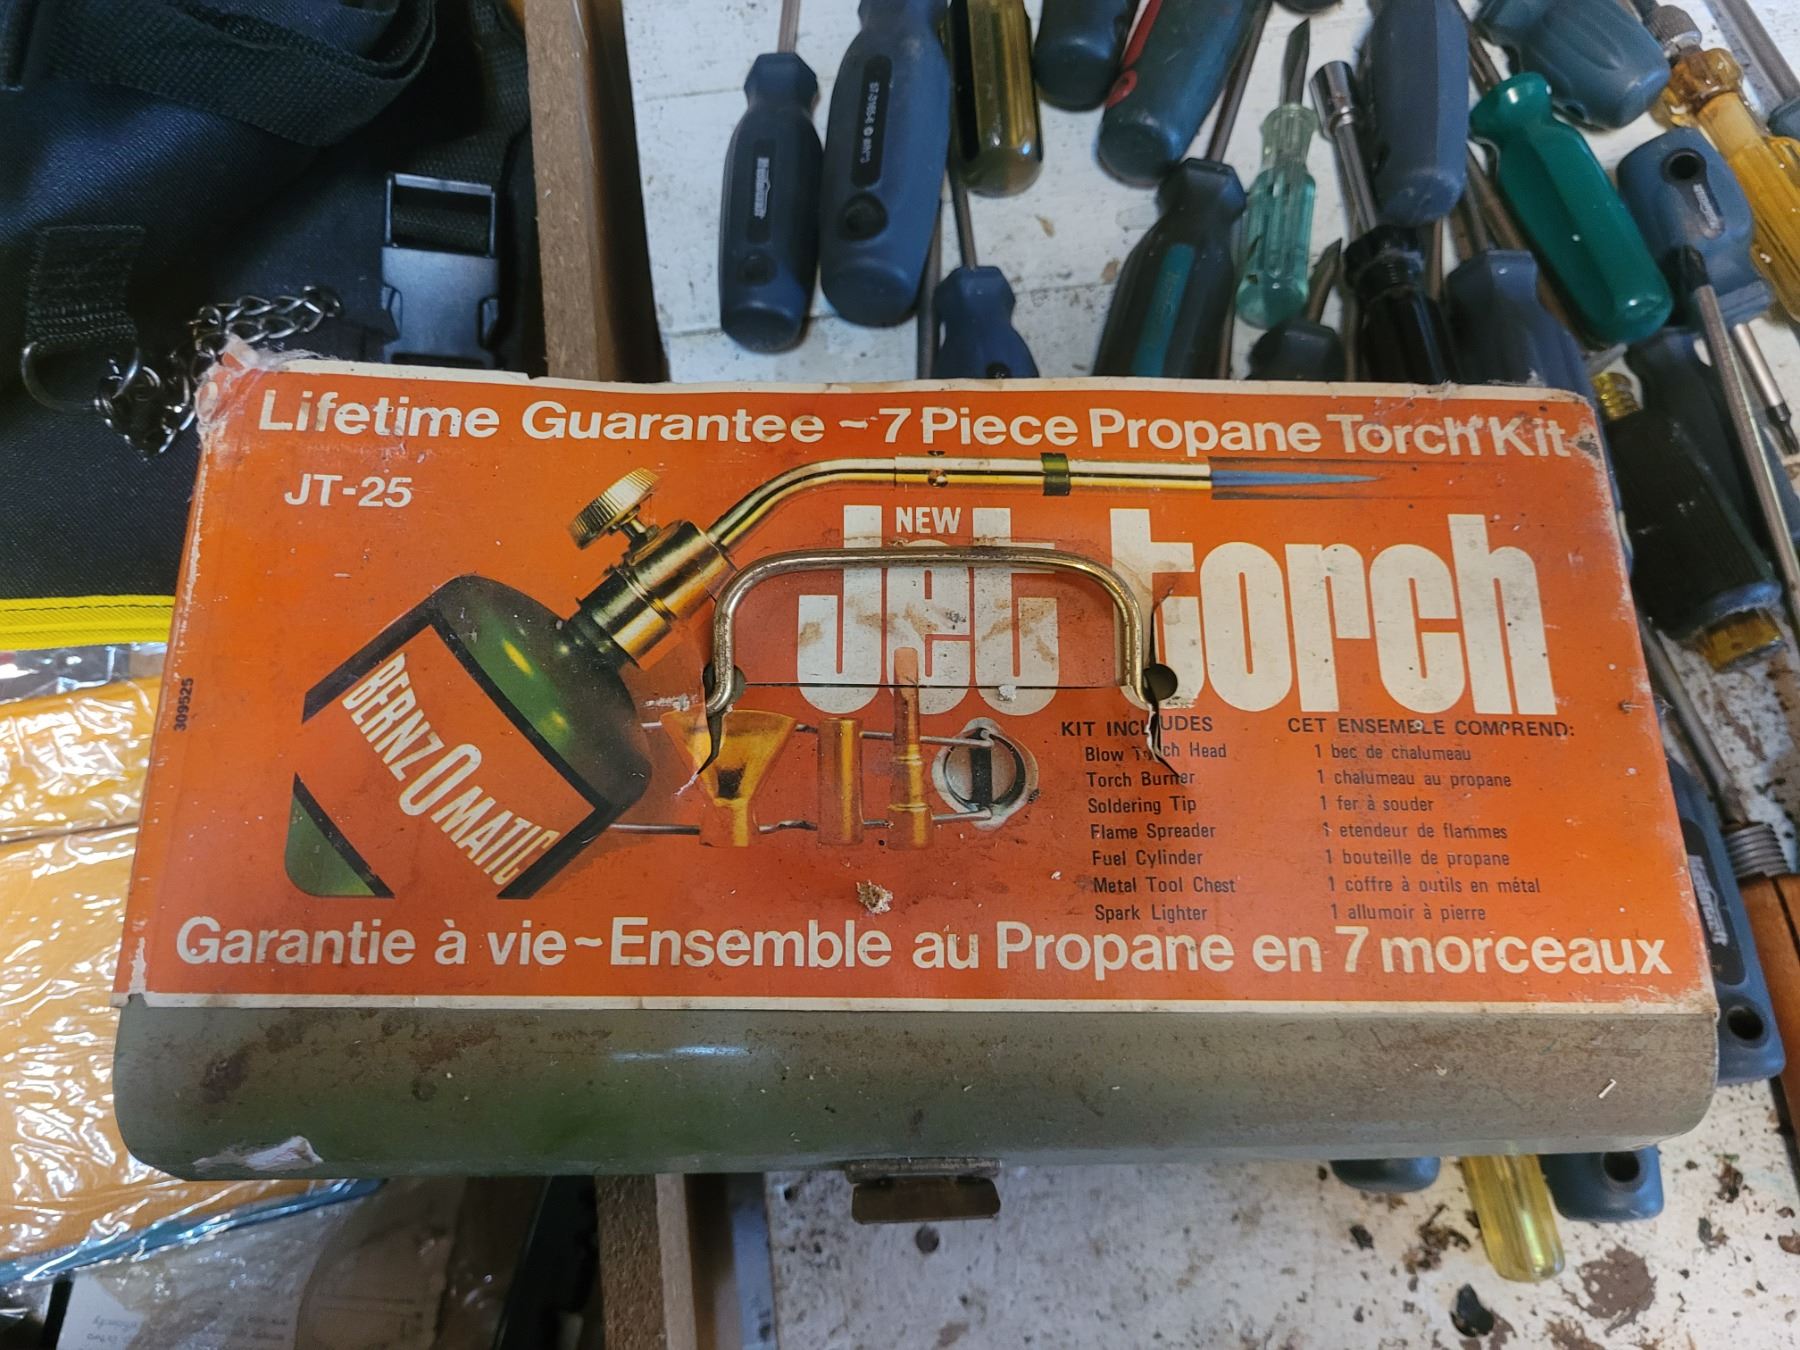 Lifetime Guarantee ~ 7 Piece Propane Torch Kit
JT-25
NEW
Jet torch
BERNZOMATIC
309525
KIT INCLUDES
Blow Torch Head
Torch Burner
Soldering Tip
Flame Spreader
Fuel Cylinder
Metal Tool Chest
Spark Lighter
CET ENSEMBLE COMPREND:
1 bec de chalumeau
1 chalumeau au propane
1 fer à souder
1 etendeur de flammes
1 bouteille de propane
1 coffre à outils en métal
1 allumoir à pierre
Garantie à vie ~ Ensemble au Propane en 7 morceaux